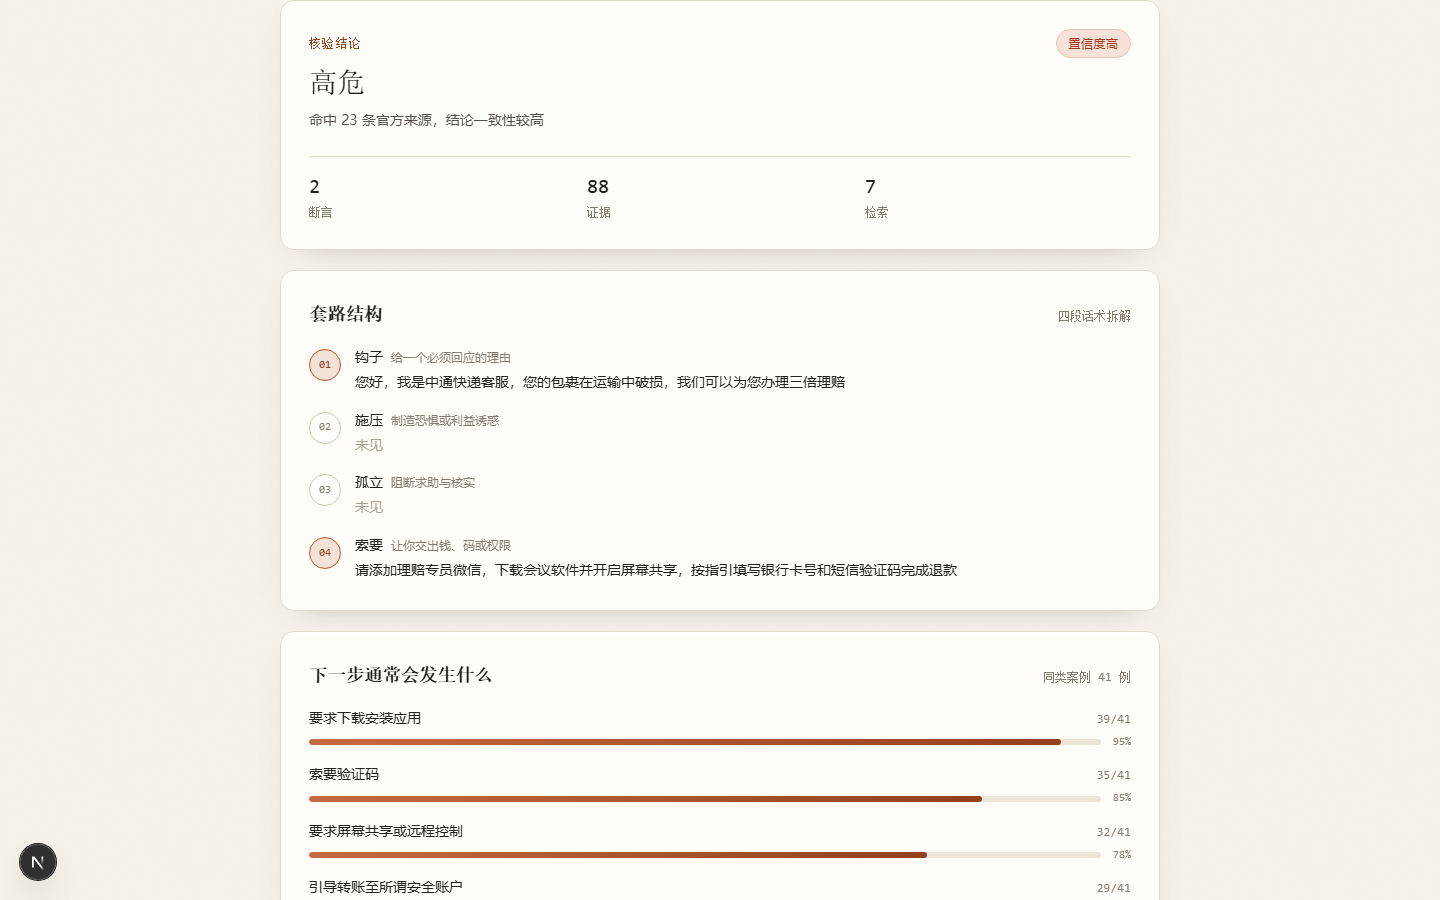 核验结论
置信度高
高危
命中 23 条官方来源，结论一致性较高
2
88
7
断言
证据
检索
套路结构
四段话术拆解
01
钩子 给一个必须回应的理由
您好，我是中通快递客服，您的包裹在运输中破损，我们可以为您办理三倍理赔
02
施压 制造恐惧或利益诱惑
未见
03
孤立 阻断求助与核实
未见
04
索要 让你交出钱、码或权限
请添加理赔专员微信，下载会议软件并开启屏幕共享，按指引填写银行卡号和短信验证码完成退款
下一步通常会发生什么
同类案例 41 例
要求下载安装应用
39/41
95%
索要验证码
35/41
85%
要求屏幕共享或远程控制
32/41
78%
引导转账至所谓安全账户
29/41
N